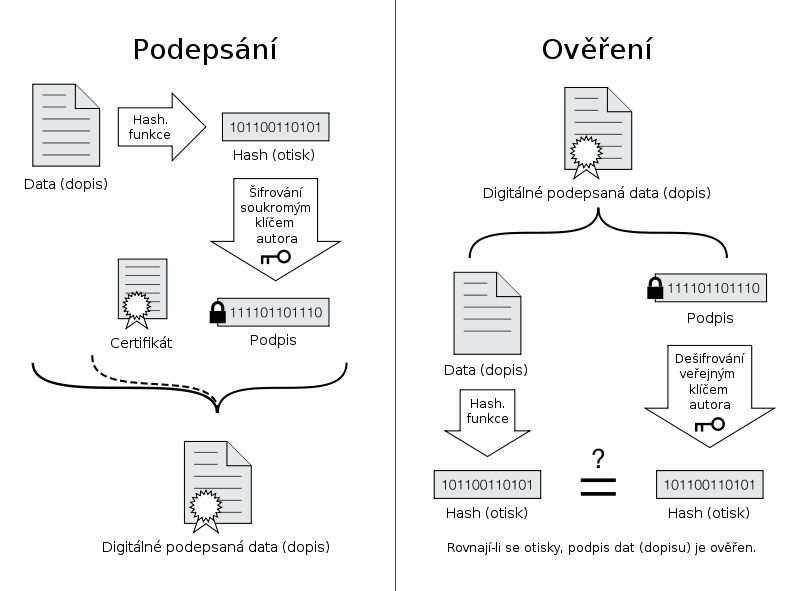 Podepsání
Hash.
funkce
101100110101
Hash (otisk)
Data (dopis)
Šifrování
soukromým
klíčem
autora
111101101110
Podpis
Certifikát
Digitálné podepsaná data (dopis)
Ověření
Digitálné podepsaná data (dopis)
Data (dopis)
111101101110
Podpis
Hash.
funkce
Dešifrování
veřejným
klíčem
autora
101100110101
Hash (otisk)
?
=
101100110101
Hash (otisk)
Rovnají-li se otisky, podpis dat (dopisu) je ověřen.